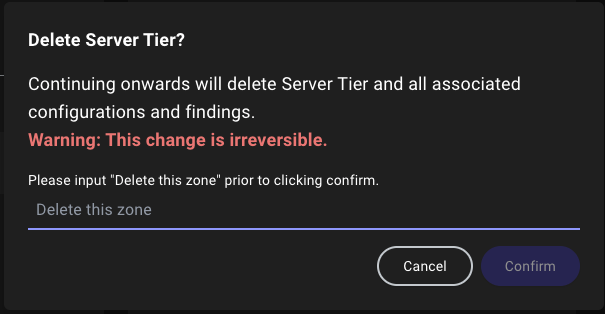 Delete Server Tier?
Continuing onwards will delete Server Tier and all associated
configurations and findings.
Warning: This change is irreversible.
Please input "Delete this zone" prior to clicking confirm.
Delete this zone
Cancel
Confirm